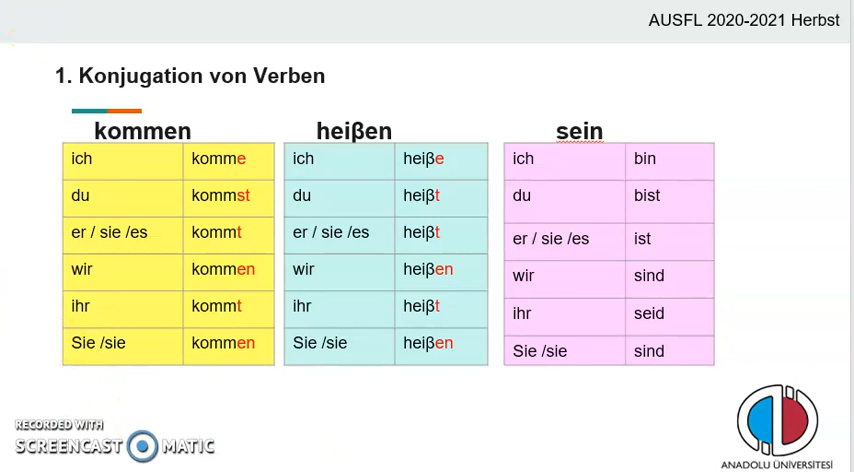 AUSFL 2020-2021 Herbst
1. Konjugation von Verben
kommen
ich komme
du kommst
er / sie /es kommt
wir kommen
ihr kommt
Sie /sie kommen
heiβen
ich heiβe
du heiβt
er / sie /es heiβt
wir heiβen
ihr heiβt
Sie /sie heiβen
sein
ich bin
du bist
er / sie /es ist
wir sind
ihr seid
Sie /sie sind
RECORDED WITH
SCREENCAST MATIC
ANADOLU ÜNİVERSİTESİ